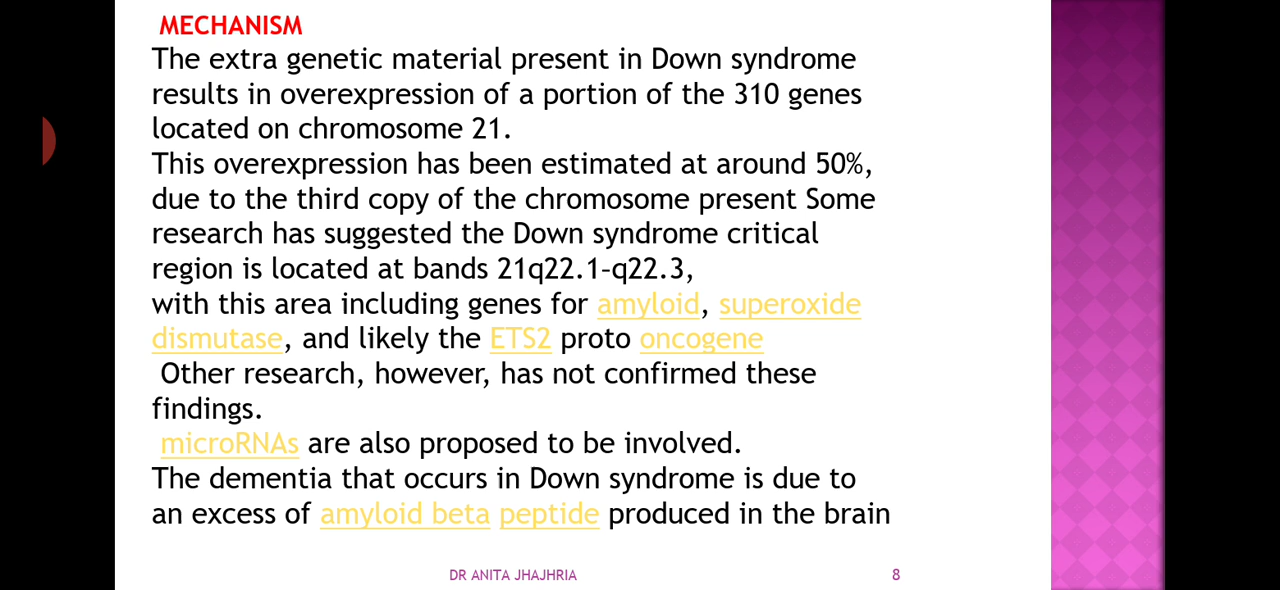 MECHANISM
The extra genetic material present in Down syndrome
results in overexpression of a portion of the 310 genes
located on chromosome 21.
This overexpression has been estimated at around 50%,
due to the third copy of the chromosome present Some
research has suggested the Down syndrome critical
region is located at bands 21q22.1–q22.3,
with this area including genes for amyloid, superoxide
dismutase, and likely the ETS2 proto oncogene
Other research, however, has not confirmed these
findings.
microRNAs are also proposed to be involved.
The dementia that occurs in Down syndrome is due to
an excess of amyloid beta peptide produced in the brain
DR ANITA JHAJHRIA
8